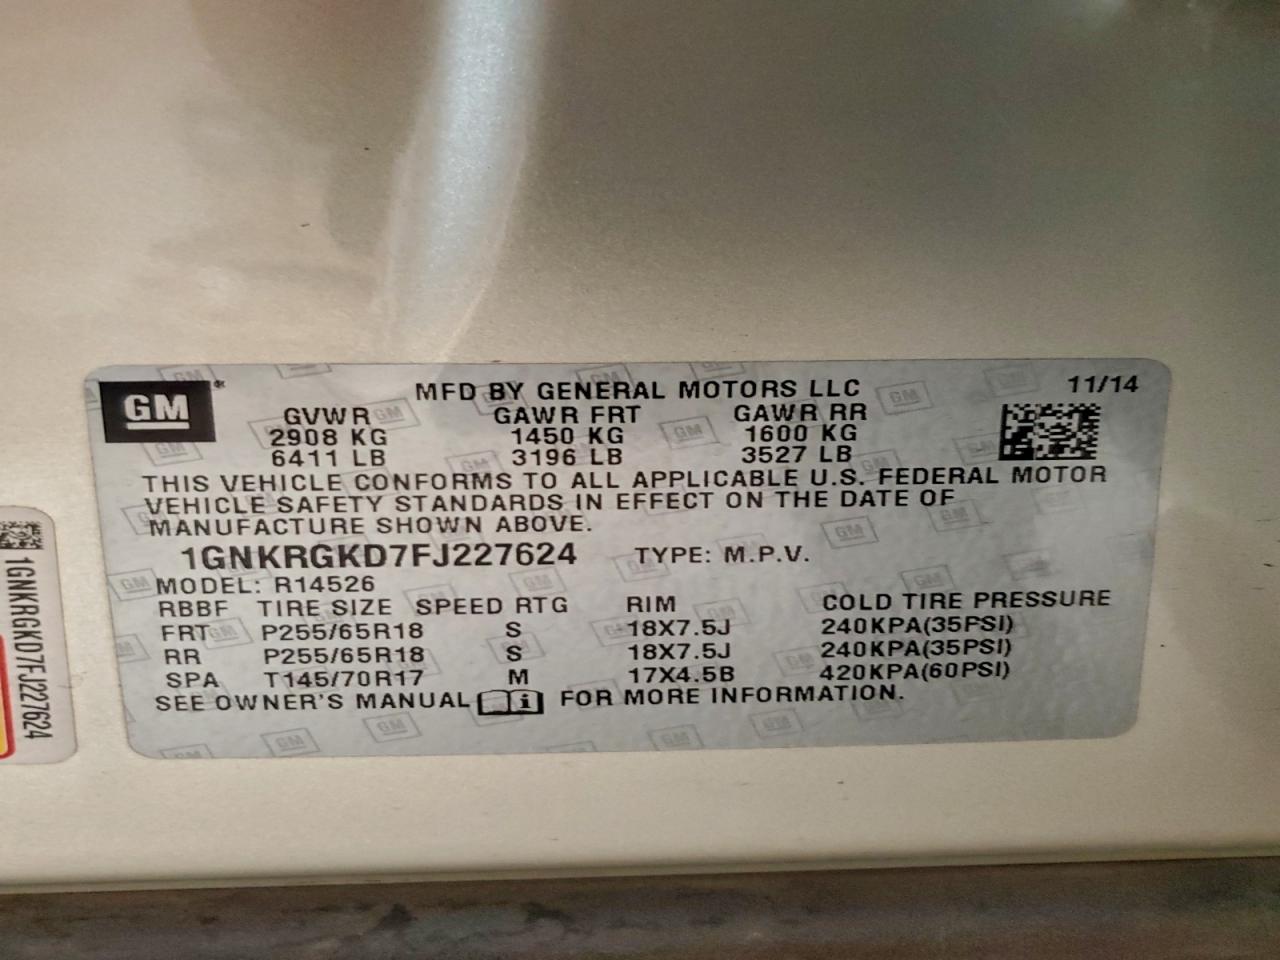 GM
MFD BY GENERAL MOTORS LLC 11/14
GVWR GAWR FRT GAWR RR
2908 KG 1450 KG 1600 KG
6411 LB 3196 LB 3527 LB
THIS VEHICLE CONFORMS TO ALL APPLICABLE U.S. FEDERAL MOTOR
VEHICLE SAFETY STANDARDS IN EFFECT ON THE DATE OF
MANUFACTURE SHOWN ABOVE.
1GNKRGKD7FJ227624 TYPE: M.P.V.
MODEL: R14526
RBBF TIRE SIZE SPEED RTG RIM COLD TIRE PRESSURE
FRT P255/65R18 S 18X7.5J 240KPA(35PSI)
RR P255/65R18 S 18X7.5J 240KPA(35PSI)
SPA T145/70R17 M 17X4.5B 420KPA(60PSI)
SEE OWNER'S MANUAL i FOR MORE INFORMATION.
1GNKRGKD7FJ227624